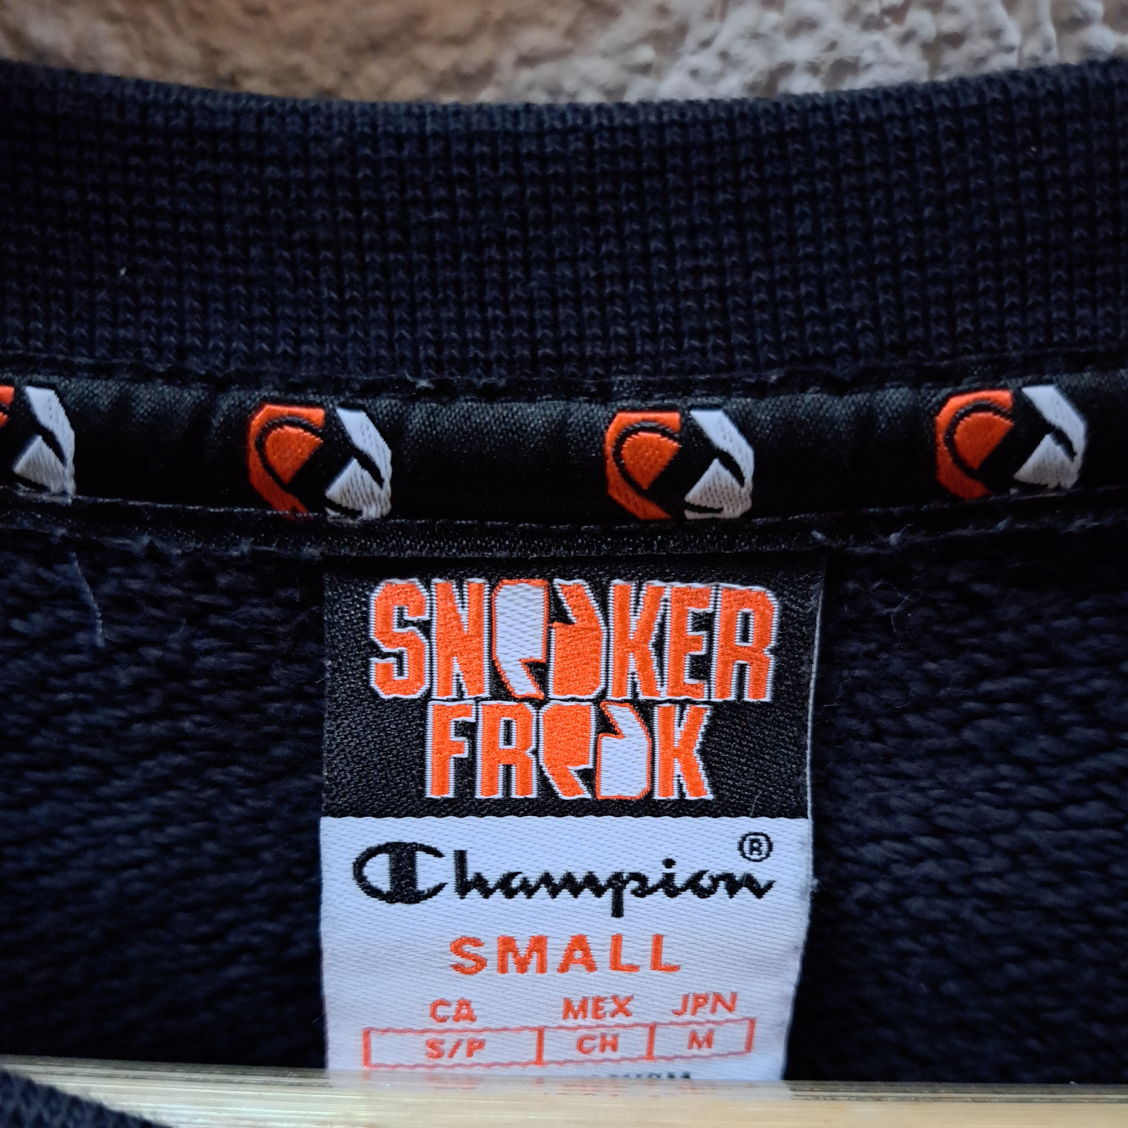 SNEAKER
FREAK
Champion®
SMALL
CA MEX JPN
S/P CH M